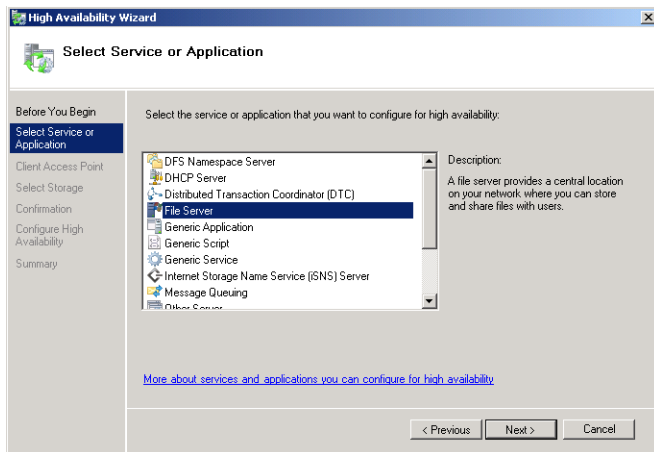 High Availability Wizard
Select Service or Application
Before You Begin
Select Service or
Application
Client Access Point
Select Storage
Confirmation
Configure High
Availability
Summary
Select the service or application that you want to configure for high availability:
DFS Namespace Server
DHCP Server
Distributed Transaction Coordinator (DTC)
File Server
Generic Application
Generic Script
Generic Service
Internet Storage Name Service (iSNS) Server
Message Queuing
Other Server
Description:
A file server provides a central location
on your network where you can store
and share files with users.
More about services and applications you can configure for high availability
< Previous
Next >
Cancel